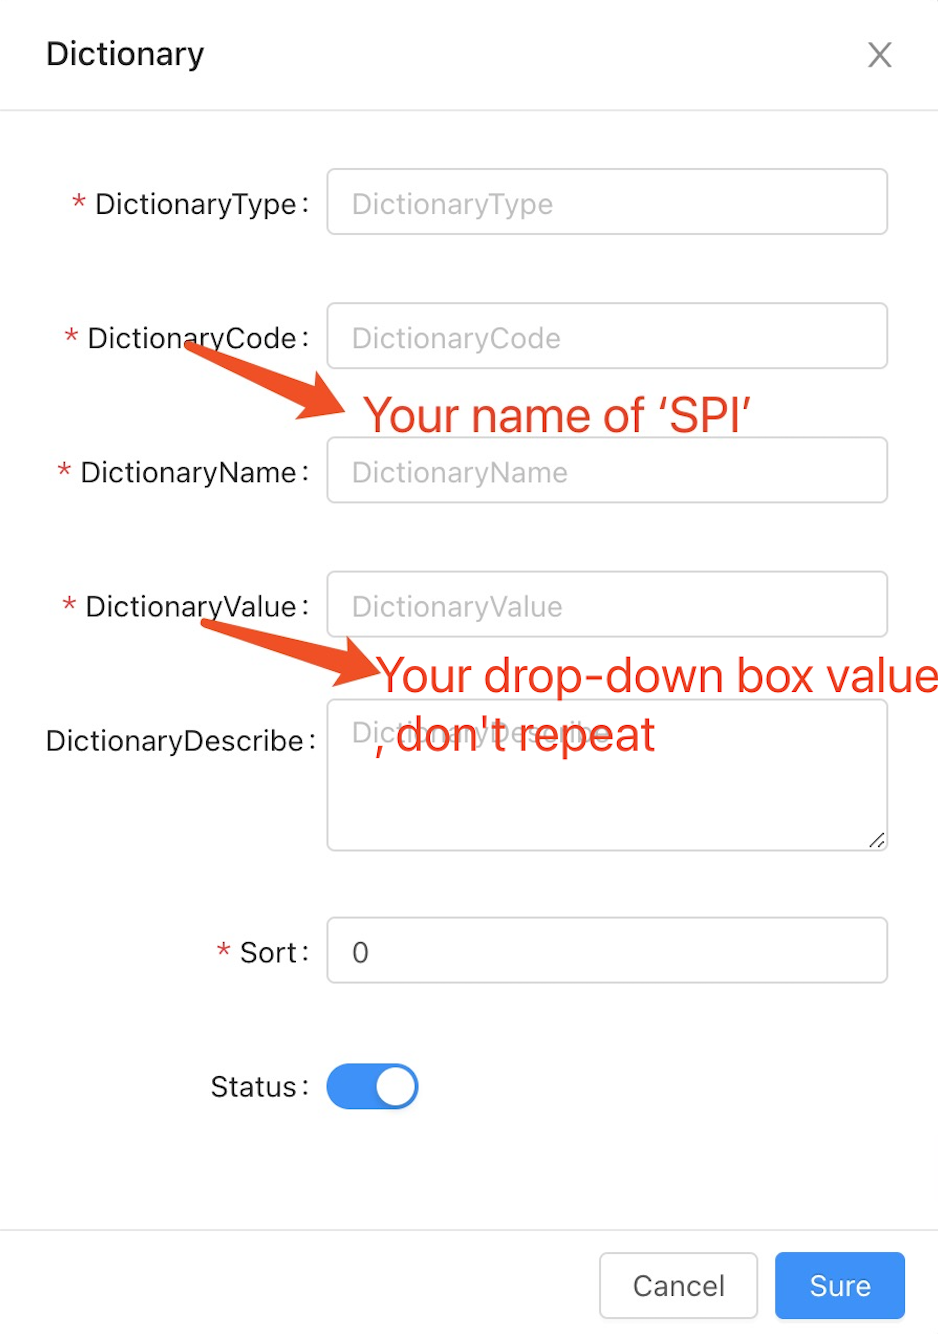 Dictionary X
* DictionaryType: DictionaryType
* DictionaryCode: DictionaryCode
Your name of ‘SPI’
* DictionaryName: DictionaryName
* DictionaryValue: DictionaryValue
Your drop-down box value
, don't repeat
DictionaryDescribe: DictionaryDescribe
* Sort: 0
Status:
Cancel Sure